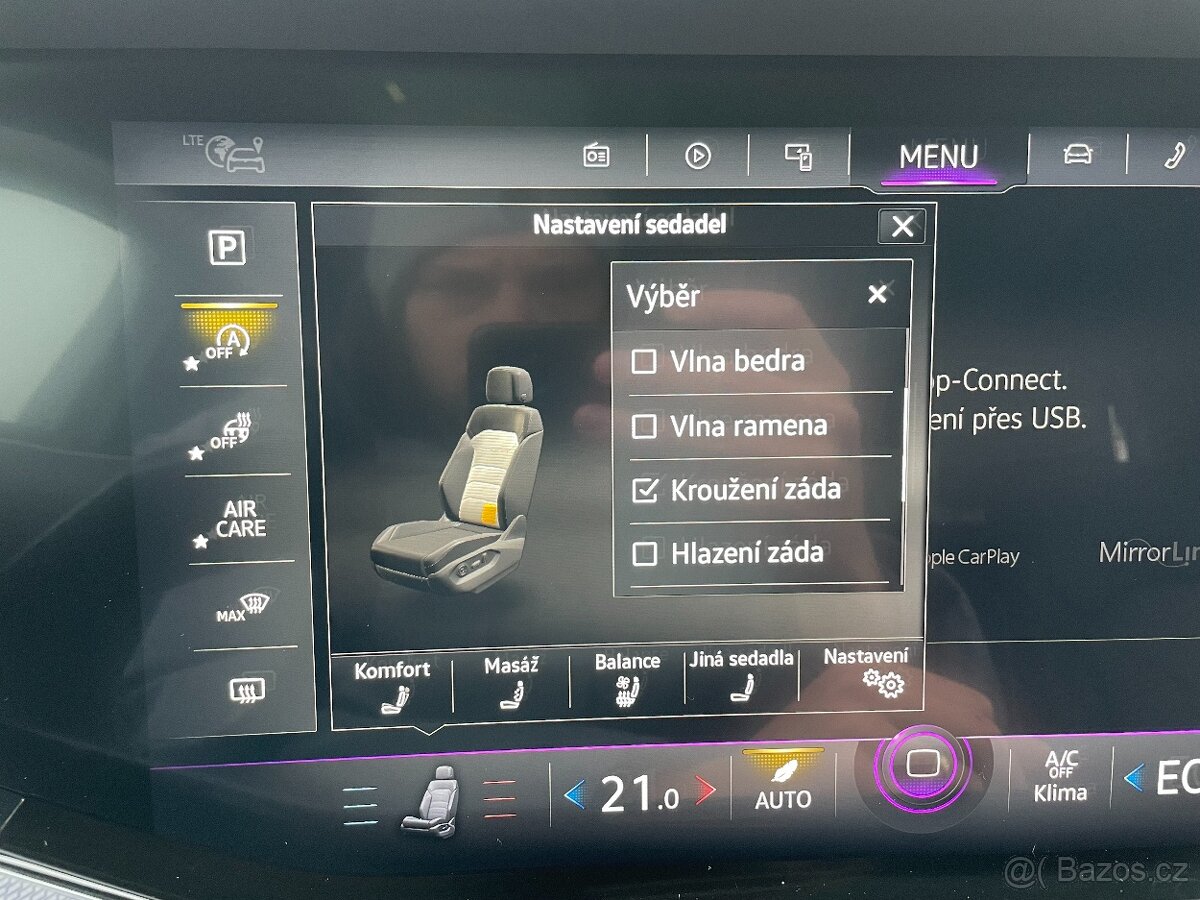 LTE
MENU
P
Nastavení sedadel
A
OFF
OFF
AIR
CARE
MAX
Výběr
Vlna bedra
Vlna ramena
Kroužení záda
Hlazení záda
p-Connect.
ení přes USB.
ple CarPlay
MirrorLin
Komfort
Masáž
Balance
Jiná sedadla
Nastavení
21.0
AUTO
A/C
OFF
Klima
EC
@( Bazos.cz